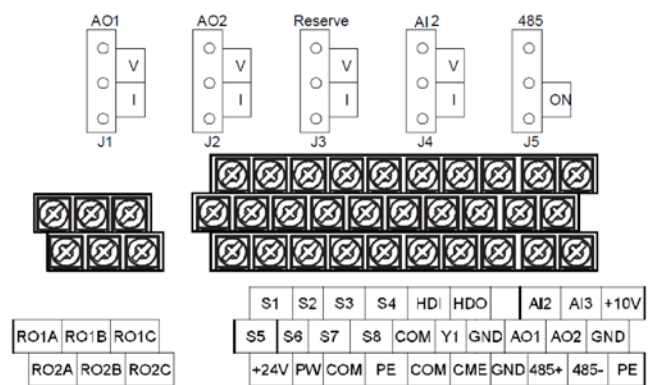 AO1 AO2 Reserve AI2 485
V V V V
I I I I ON
J1 J2 J3 J4 J5
S1 S2 S3 S4 HDI HDO AI2 AI3 +10V
RO1A RO1B RO1C S5 S6 S7 S8 COM Y1 GND AO1 AO2 GND
RO2A RO2B RO2C +24V PW COM PE COM CME GND 485+ 485- PE